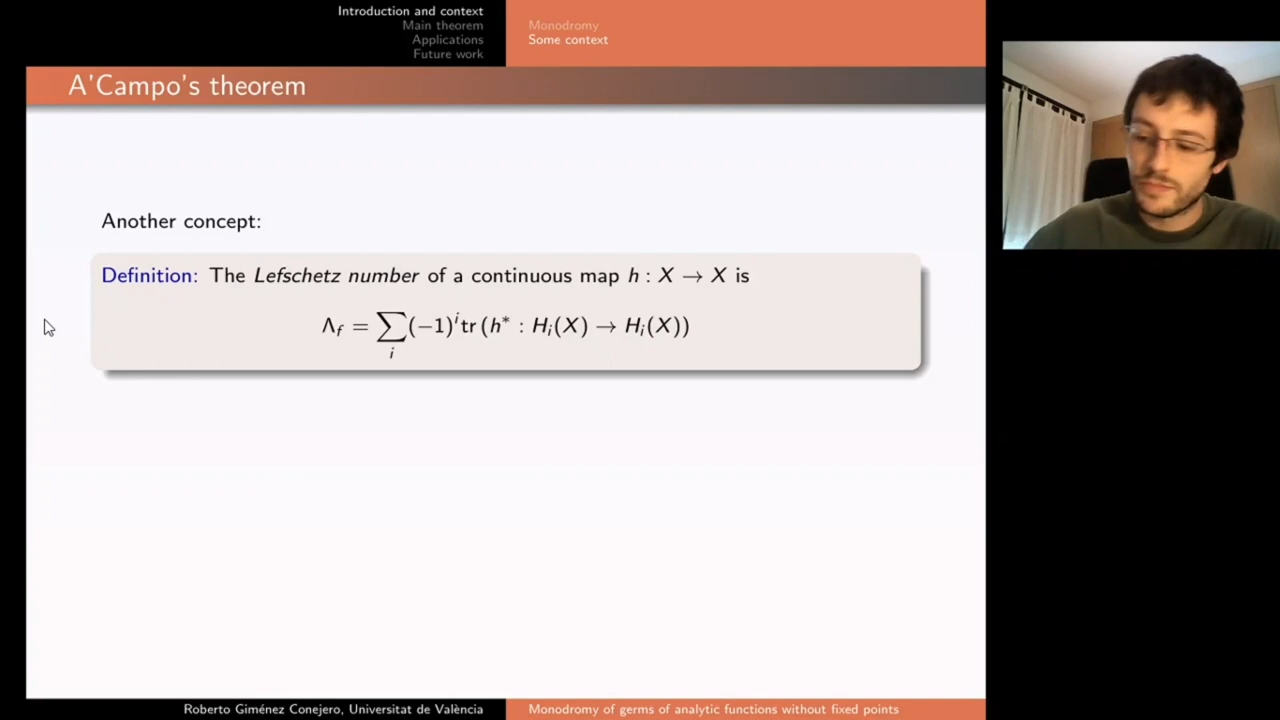 Introduction and context
Main theorem
Applications
Future work
Monodromy
Some context
A'Campo's theorem
Another concept:
Definition: The Lefschetz number of a continuous map h : X → X is
Λ_f = ∑_i (−1)^i tr (h* : H_i(X) → H_i(X))
Roberto Giménez Conejero, Universitat de València
Monodromy of germs of analytic functions without fixed points